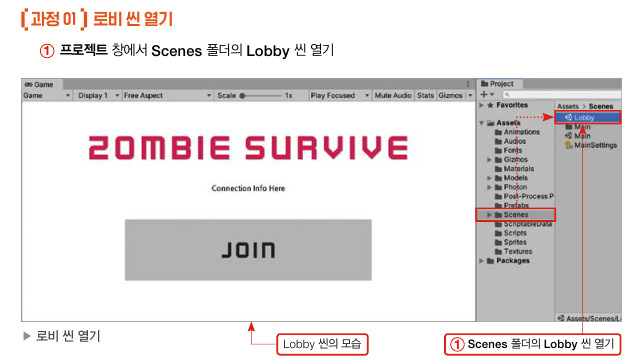 [과정 01] 로비 씬 열기
① 프로젝트 창에서 Scenes 폴더의 Lobby 씬 열기
Game
Game Display 1 Free Aspect Scale 1x Play Focused Mute Audio Stats Gizmos
ZOMBIE SURVIVE
Connection Info Here
JOIN
Project
Favorites
Assets
Animations
Audios
Fonts
Gizmos
Materials
Models
Photon
Post-Process P
Prefabs
Scenes
ScriptableData
Scripts
Sprites
Textures
Packages
Assets > Scenes
Lobby
Main
Main
MainSettings
Assets/Scenes/L
▶ 로비 씬 열기
Lobby 씬의 모습
① Scenes 폴더의 Lobby 씬 열기